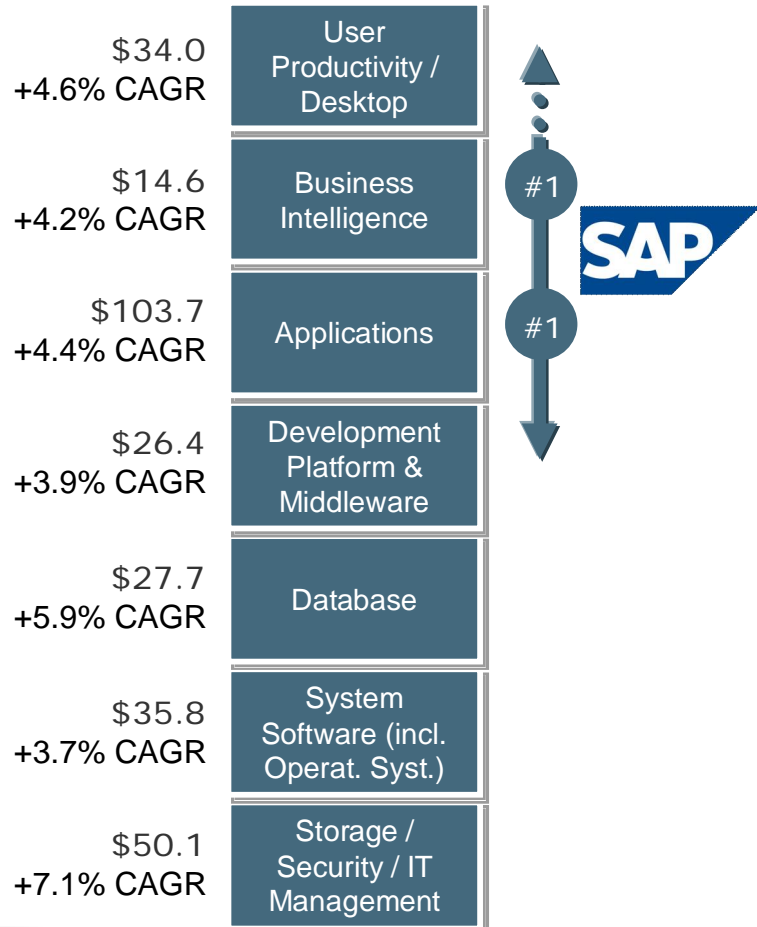 $34.0
+4.6% CAGR
User
Productivity /
Desktop
$14.6
+4.2% CAGR
Business
Intelligence
#1
SAP
$103.7
+4.4% CAGR
Applications
#1
$26.4
+3.9% CAGR
Development
Platform &
Middleware
$27.7
+5.9% CAGR
Database
$35.8
+3.7% CAGR
System
Software (incl.
Operat. Syst.)
$50.1
+7.1% CAGR
Storage /
Security / IT
Management